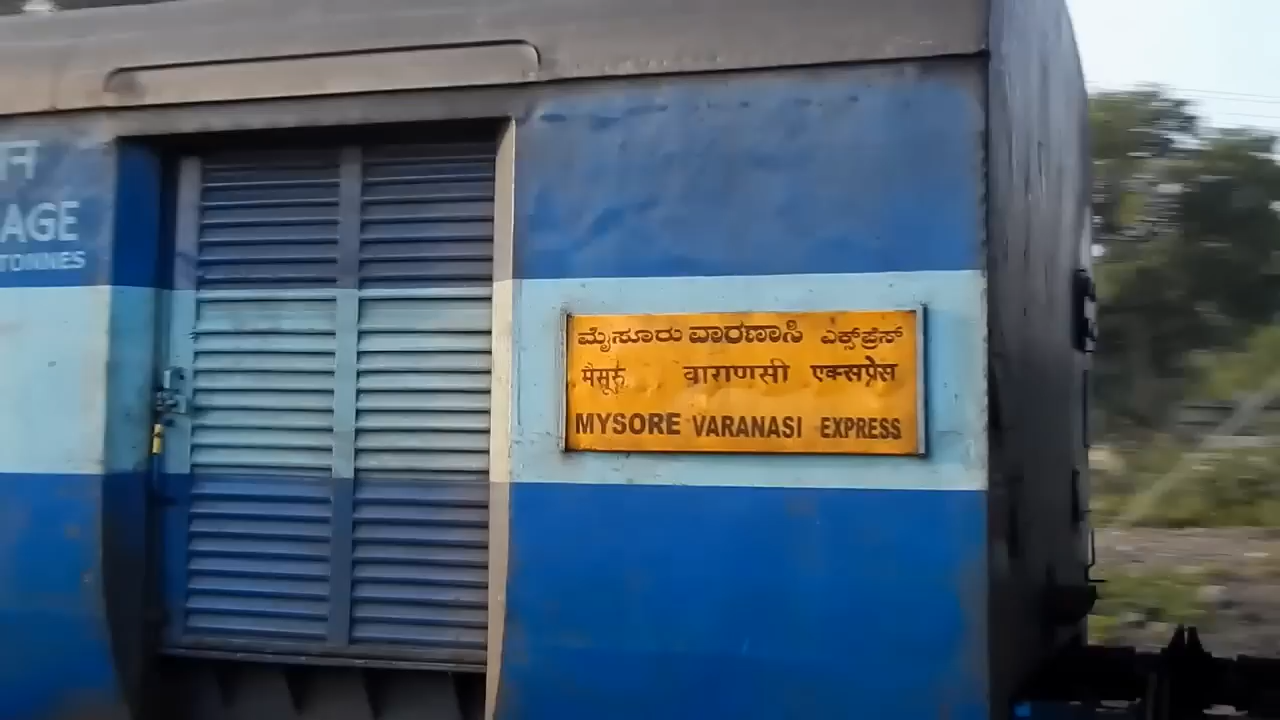 न
AGE
TONNES
ಮೈಸೂರು ವಾರಣಾಸಿ ಎಕ್ಸ್‌ಪ್ರೆಸ್
मैसूरु वाराणसी एक्सप्रेस
MYSORE VARANASI EXPRESS